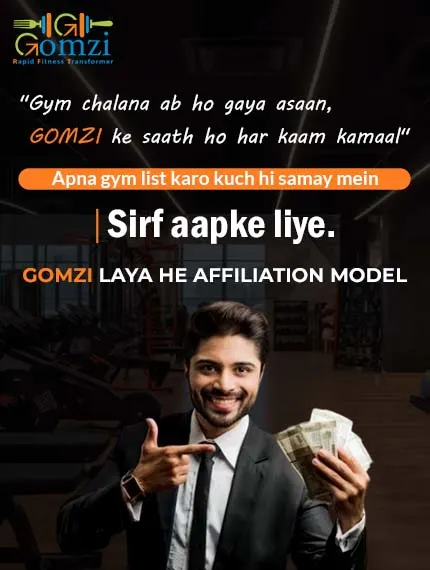 G
Gomzi
Rapid Fitness Transformer
"Gym chalana ab ho gaya asaan,
GOMZI ke saath ho har kaam kamaal"
Apna gym list karo kuch hi samay mein
Sirf aapke liye.
GOMZI LAYA HE AFFILIATION MODEL